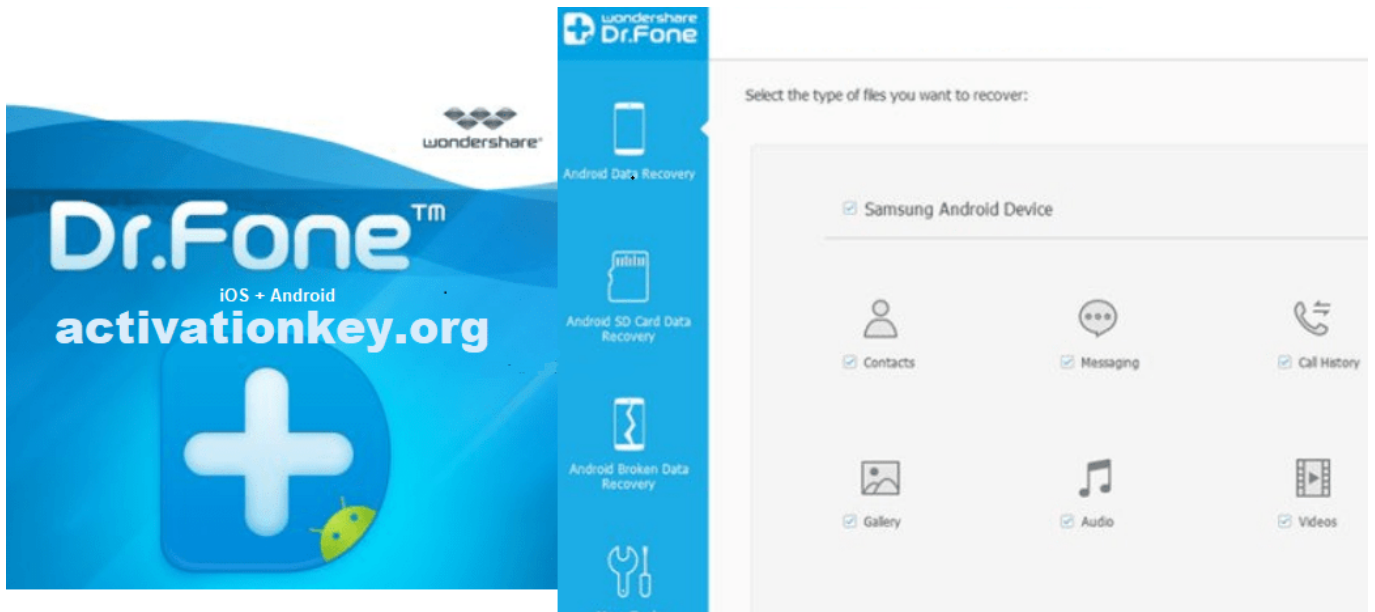 wondershare®
Dr.Fone™
iOS + Android
activationkey.org
wondershare
Dr.Fone
Android Data Recovery
Android SD Card Data
Recovery
Android Broken Data
Recovery
Select the type of files you want to recover:
Samsung Android Device
Contacts
Messaging
Call History
Gallery
Audio
Videos